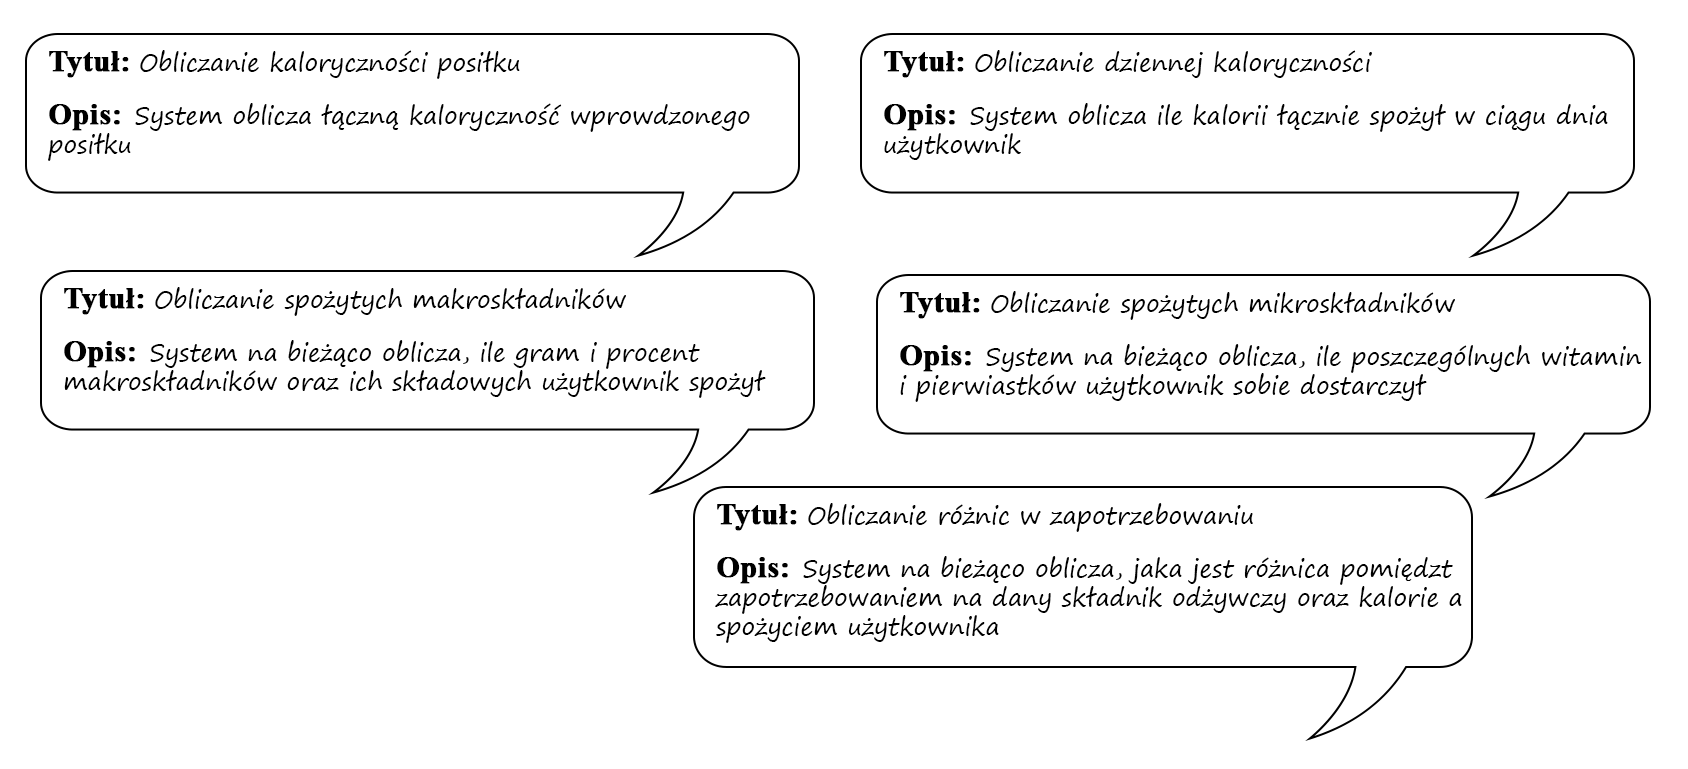 Tytuł: Obliczanie kaloryczności posiłku
Opis: System oblicza łączną kaloryczność wprowdzonego
posiłku
Tytuł: Obliczanie dziennej kaloryczności
Opis: System oblicza ile kalorii łącznie spożył w ciągu dnia
użytkownik
Tytuł: Obliczanie spożytych makroskładników
Opis: System na bieżąco oblicza, ile gram i procent
makroskładników oraz ich składowych użytkownik spożył
Tytuł: Obliczanie spożytych mikroskładników
Opis: System na bieżąco oblicza, ile poszczególnych witamin
i pierwiastków użytkownik sobie dostarczył
Tytuł: Obliczanie różnic w zapotrzebowaniu
Opis: System na bieżąco oblicza, jaka jest różnica pomiędzt
zapotrzebowaniem na dany składnik odżywczy oraz kalorie a
spożyciem użytkownika